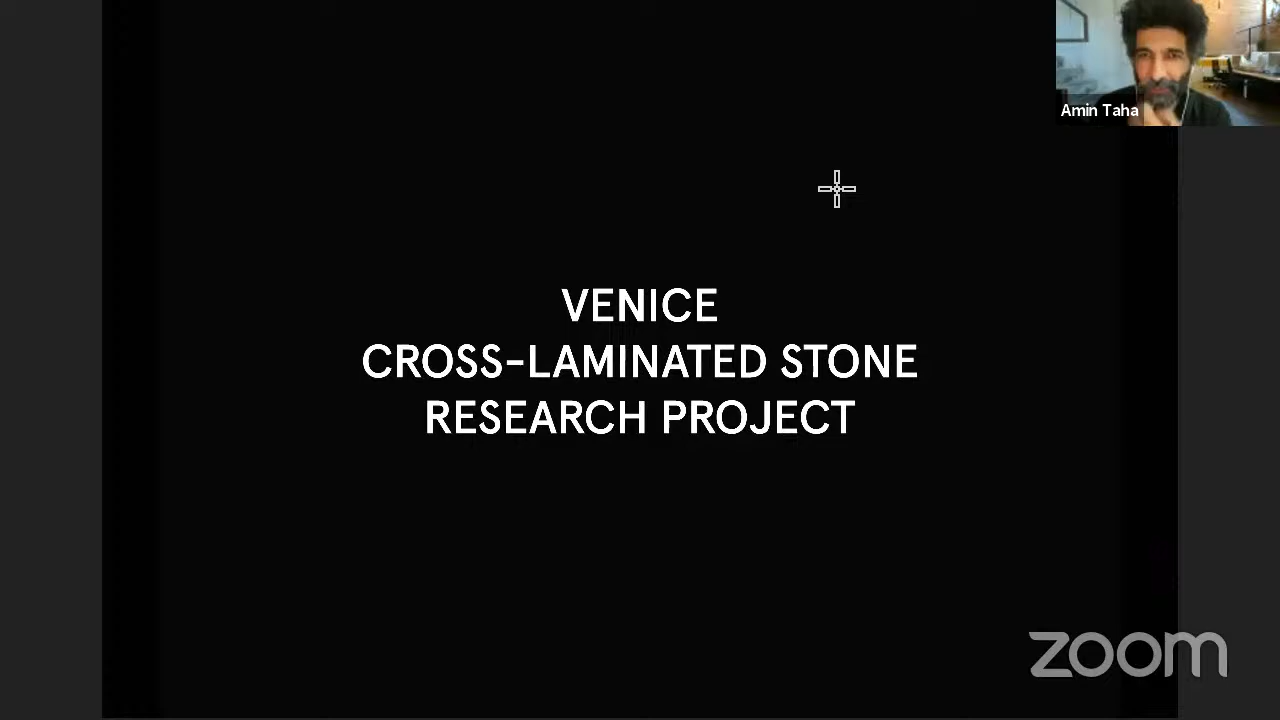 Amin Taha
VENICE
CROSS-LAMINATED STONE
RESEARCH PROJECT
zoom